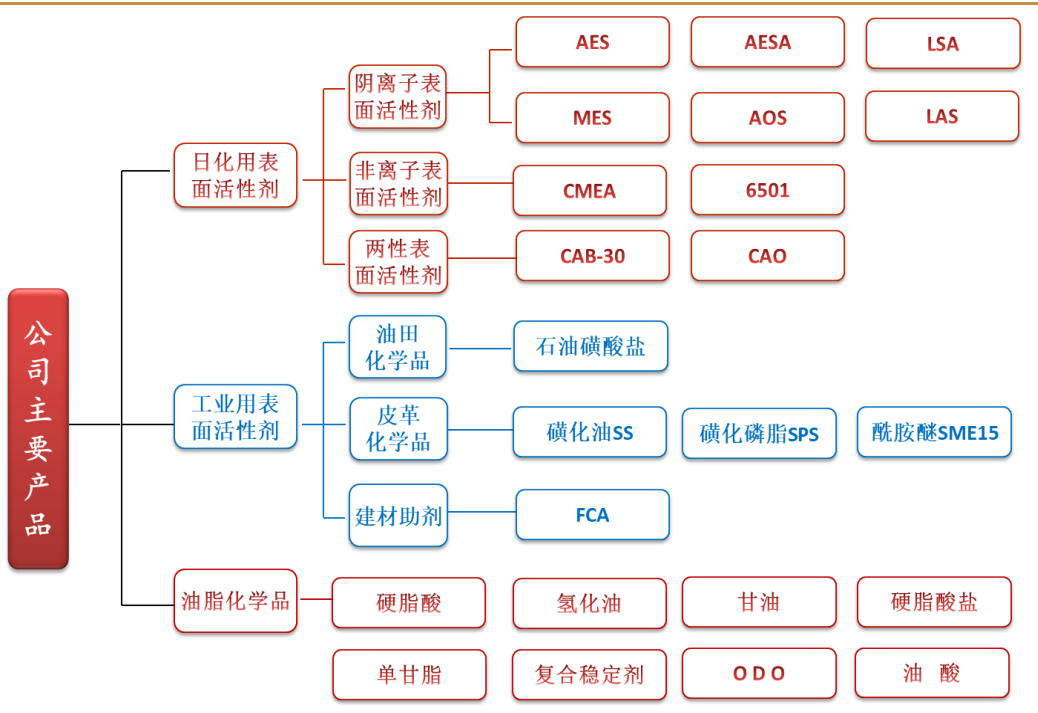 公司主要产品
日化用表
面活性剂
阴离子表
面活性剂
AES
AESA
LSA
MES
AOS
LAS
非离子表
面活性剂
CMEA
6501
两性表
面活性剂
CAB-30
CAO
工业用表
面活性剂
油田
化学品
石油磺酸盐
皮革
化学品
磺化油SS
磺化磷脂SPS
酰胺醚SME15
建材助剂
FCA
油脂化学品
硬脂酸
氢化油
甘油
硬脂酸盐
单甘脂
复合稳定剂
O D O
油 酸